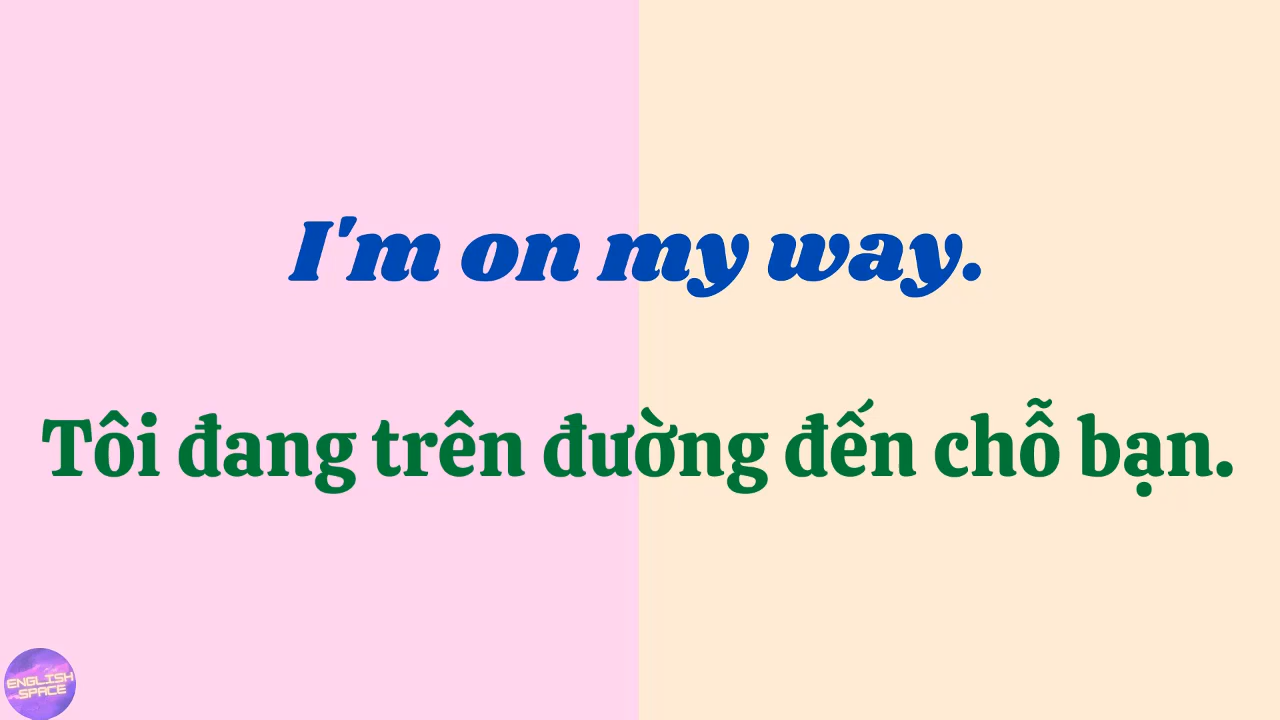 I'm on my way.
Tôi đang trên đường đến chỗ bạn.
ENGLISH
SPACE